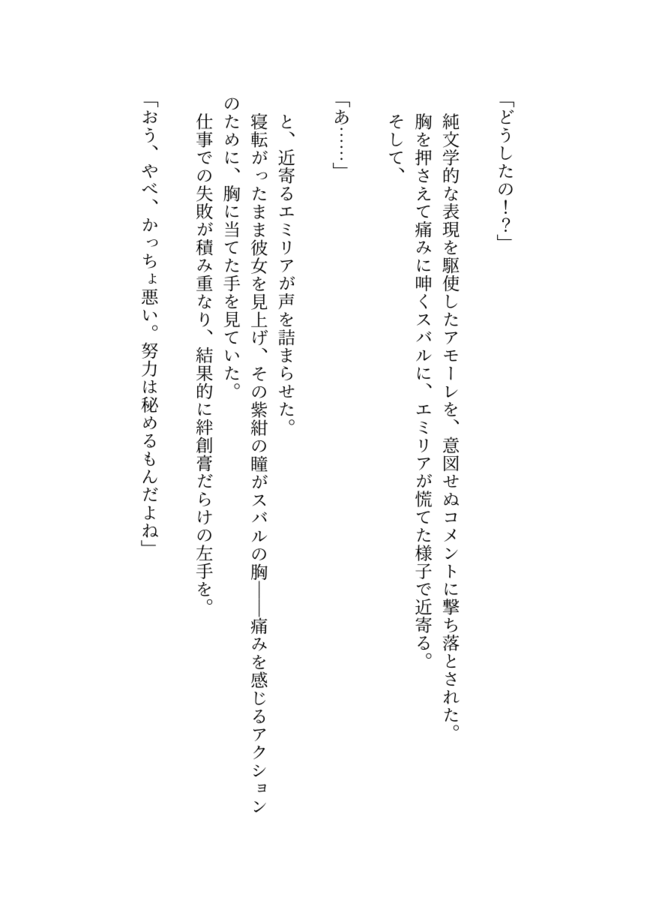 「どうしたの！？」
純文学的な表現を駆使したアモーレを、意図せぬコメントに撃ち落とされた。
胸を押さえて痛みに呻くスバルに、エミリアが慌てた様子で近寄る。
そして、
「あ……」
と、近寄るエミリアが声を詰まらせた。
寝転がったまま彼女を見上げ、その紫紺の瞳がスバルの胸――痛みを感じるアクション
のために、胸に当てた手を見ていた。
仕事での失敗が積み重なり、結果的に絆創膏だらけの左手を。
「おう、やべ、かっちょ悪い。努力は秘めるもんだよね」